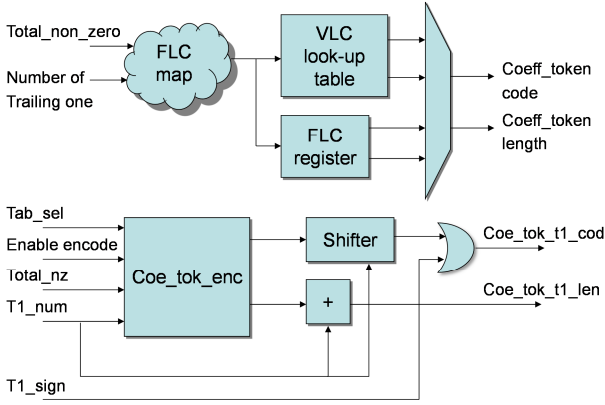 Total_non_zero
Number of
Trailing one
FLC
map
VLC
look-up
table
FLC
register
Coeff_token
code
Coeff_token
length
Tab_sel
Enable encode
Total_nz
T1_num
T1_sign
Coe_tok_enc
Shifter
+
Coe_tok_t1_cod
Coe_tok_t1_len